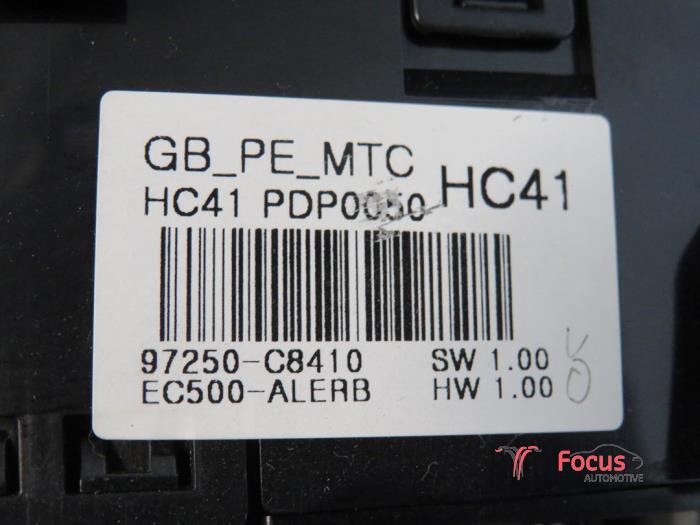 GB_PE_MTC
HC41 PDP0050 HC41
97250-C8410 SW 1.00
EC500-ALERB HW 1.00
Focus
AUTOMOTIVE